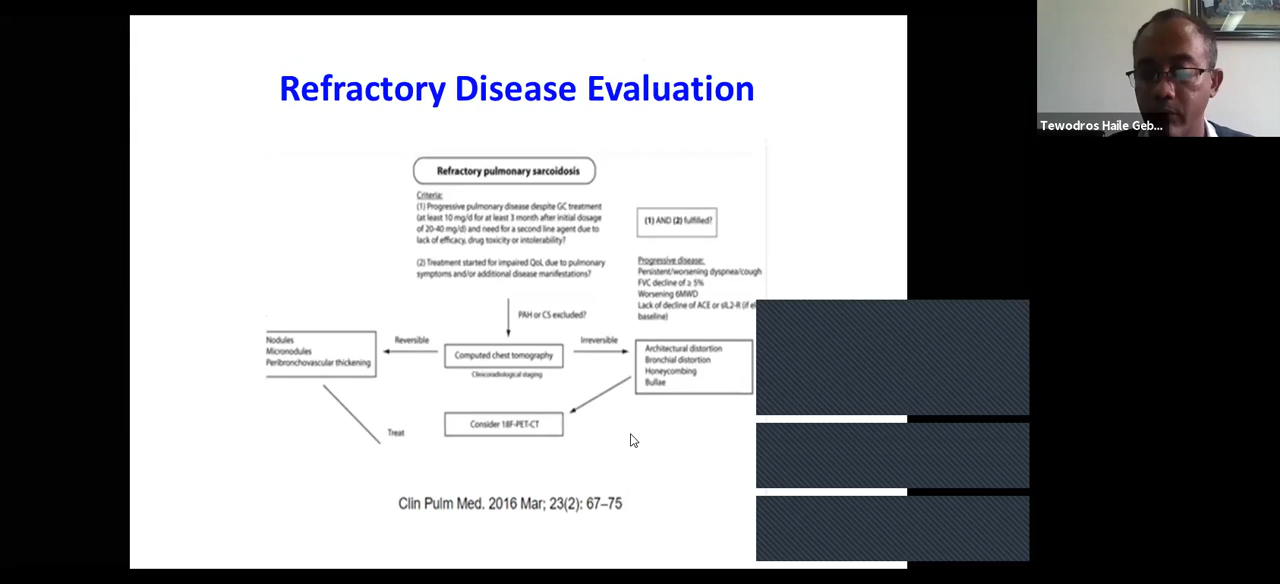 Refractory Disease Evaluation
Tewodros Haile Geb...
Refractory pulmonary sarcoidosis
Criteria:
(1) Progressive pulmonary disease despite GC treatment
(at least 10 mg/d for at least 3 month after initial dosage
of 20-40 mg/d) and need for a second line agent due to
lack of efficacy, drug toxicity or intolerability?
(2) Treatment started for impaired QoL due to pulmonary
symptoms and/or additional disease manifestations?
(1) AND (2) fulfilled?
Progressive disease:
Persistent/worsening dyspnea/cough
FVC decline of ≥ 5%
Worsening 6MWD
Lack of decline of ACE or sIL2-R (if el
baseline)
PAH or CS excluded?
Nodules
Micronodules
Peribronchovascular thickening
Reversible
Computed chest tomography
Clinicoradiological staging
Irreversible
Architectural distortion
Bronchial distortion
Honeycombing
Bullae
Treat
Consider 18F-PET-CT
Clin Pulm Med. 2016 Mar; 23(2): 67–75